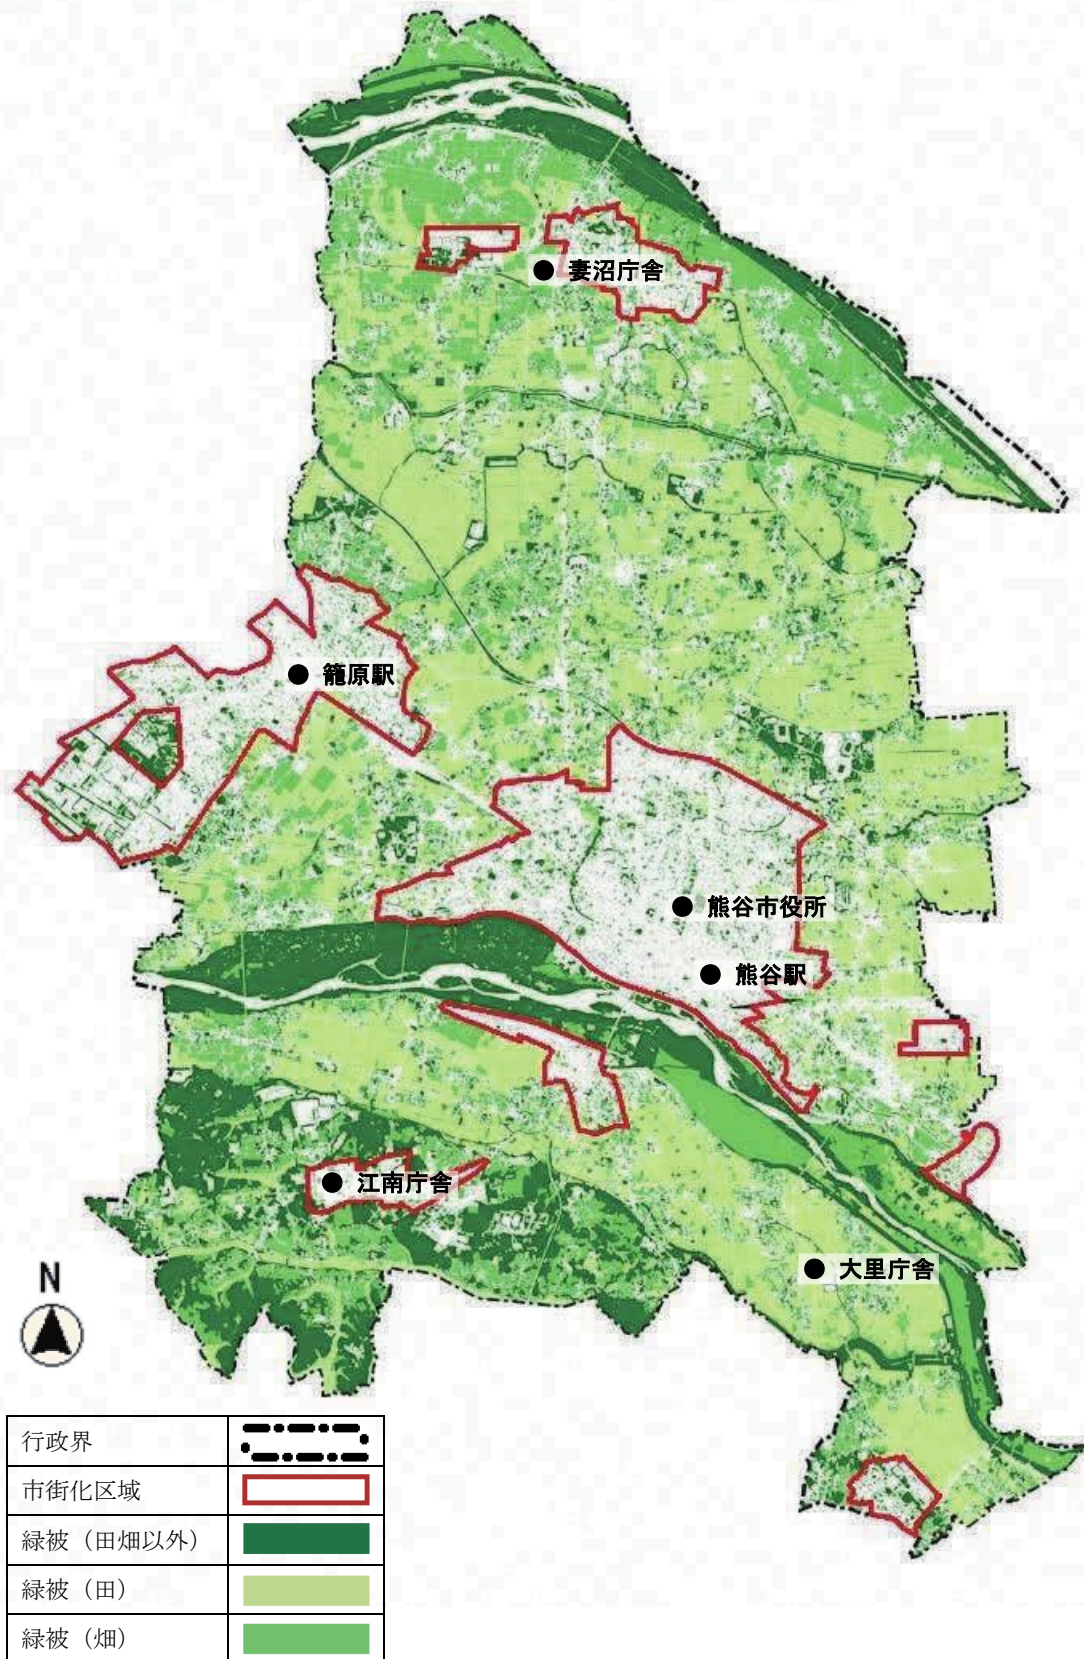 妻沼庁舎
籠原駅
熊谷市役所
熊谷駅
江南庁舎
大里庁舎
N
行政界
市街化区域
緑被（田畑以外）
緑被（田）
緑被（畑）